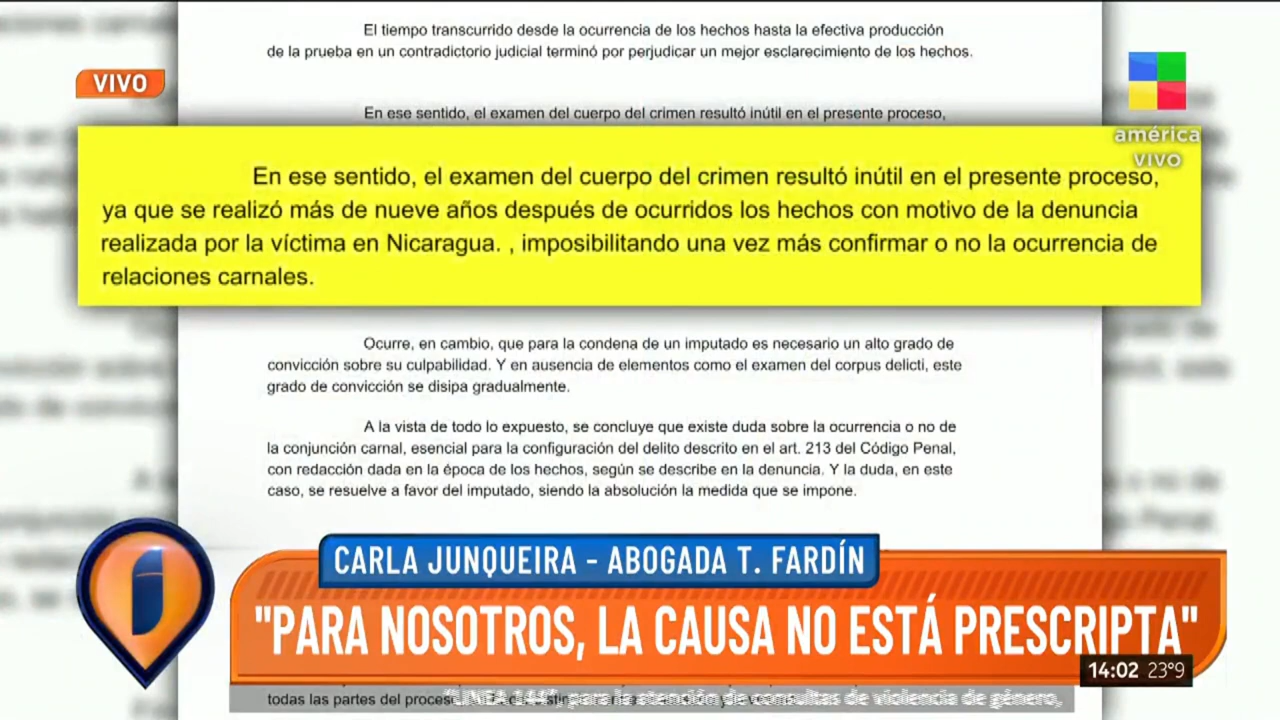 El tiempo transcurrido desde la ocurrencia de los hechos hasta la efectiva producción
de la prueba en un contradictorio judicial terminó por perjudicar un mejor esclarecimiento de los hechos.
VIVO
En ese sentido, el examen del cuerpo del crimen resultó inútil en el presente proceso,
américa
VIVO
En ese sentido, el examen del cuerpo del crimen resultó inútil en el presente proceso,
ya que se realizó más de nueve años después de ocurridos los hechos con motivo de la denuncia
realizada por la víctima en Nicaragua. , imposibilitando una vez más confirmar o no la ocurrencia de
relaciones carnales.
Ocurre, en cambio, que para la condena de un imputado es necesario un alto grado de
convicción sobre su culpabilidad. Y en ausencia de elementos como el examen del corpus delicti, este
grado de convicción se disipa gradualmente.
A la vista de todo lo expuesto, se concluye que existe duda sobre la ocurrencia o no de
la conjunción carnal, esencial para la configuración del delito descrito en el art. 213 del Código Penal,
con redacción dada en la época de los hechos, según se describe en la denuncia. Y la duda, en este
caso, se resuelve a favor del imputado, siendo la absolución la medida que se impone.
CARLA JUNQUEIRA - ABOGADA T. FARDÍN
"PARA NOSOTROS, LA CAUSA NO ESTÁ PRESCRIPTA"
14:02 23°9
todas las partes del proces
para la atención de consultas de violencia de género,